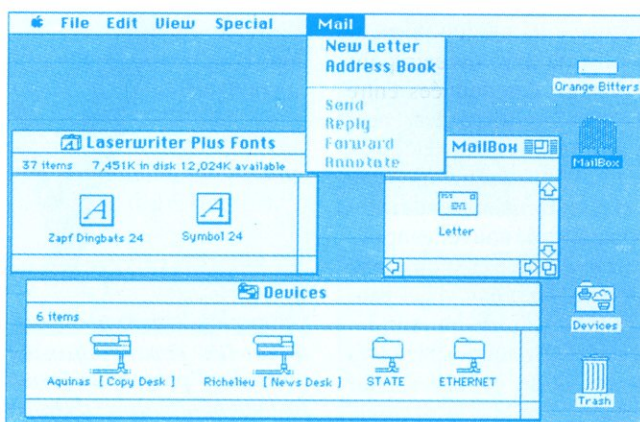 File Edit View Special Mail
New Letter
Address Book
Send
Reply
Forward
Annotate
Orange Bitters
Laserwriter Plus Fonts
37 items 7,451K in disk 12,024K available
Zapf Dingbats 24
Symbol 24
MailBox
Letter
MailBox
Devices
6 items
Aquinas [ Copy Desk ]
Richelieu [ News Desk ]
STATE
ETHERNET
Devices
Trash